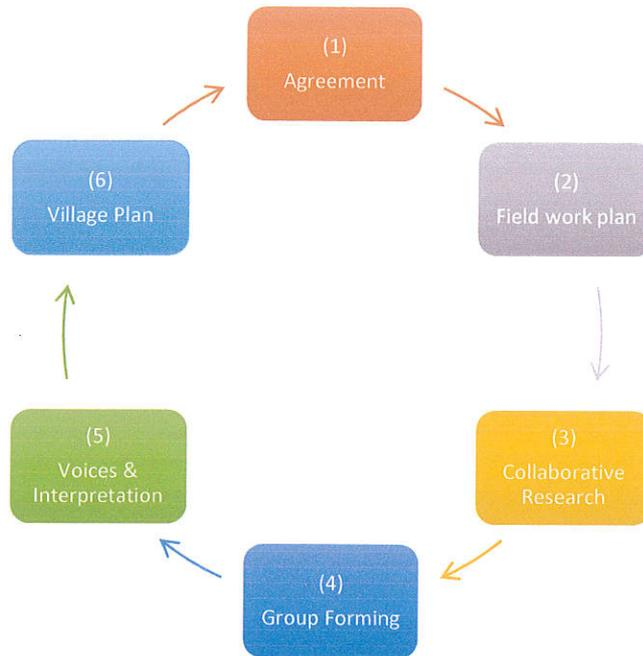 (1)
Agreement
(2)
Field work plan
(3)
Collaborative
Research
(4)
Group Forming
(5)
Voices &
Interpretation
(6)
Village Plan